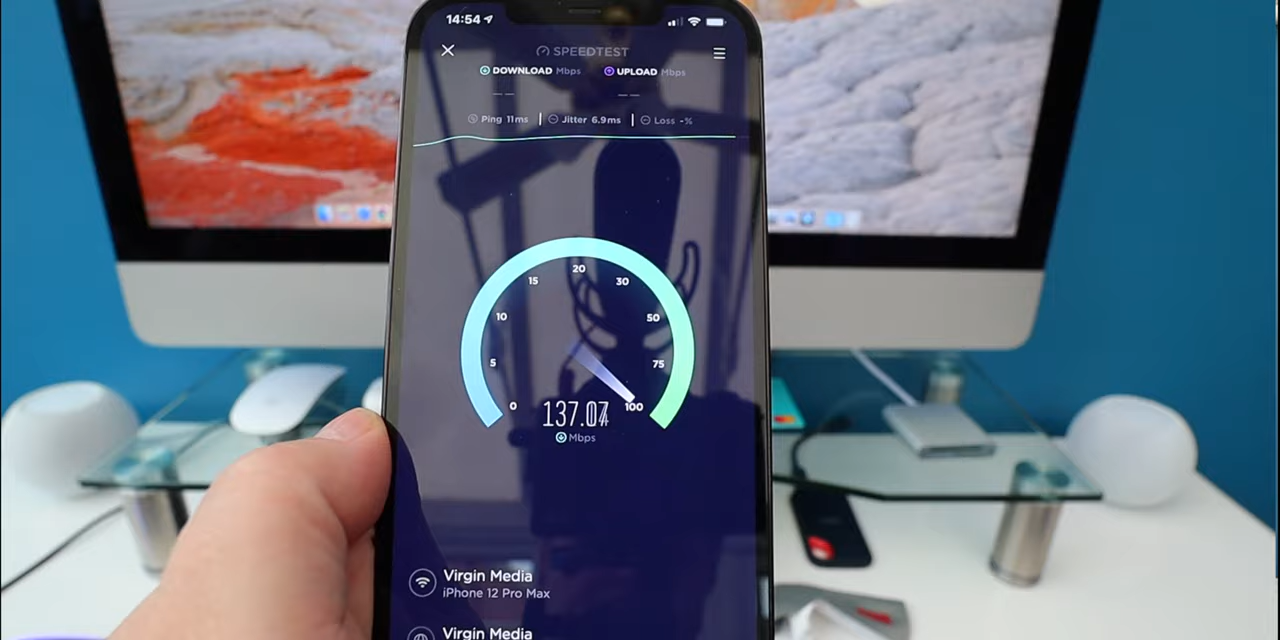 14:54
SPEEDTEST
DOWNLOAD Mbps UPLOAD Mbps
Ping 11ms Jitter 6.9ms Loss -%
20
15 30
10 50
5 75
0 137.07 100
Mbps
Virgin Media
iPhone 12 Pro Max
Virgin Media